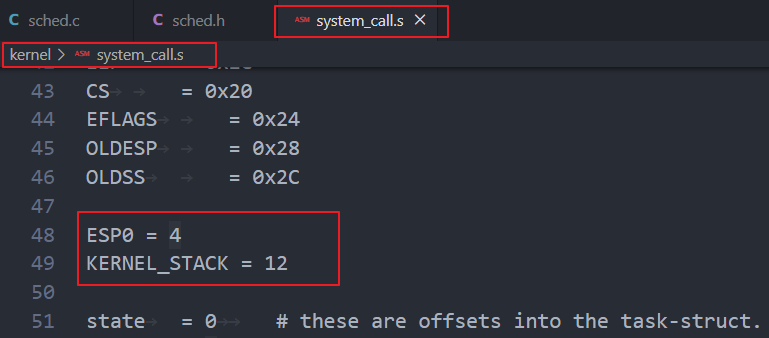 C sched.c C sched.h ASM system_call.s ×
kernel > ASM system_call.s
43 CS → → = 0x20
44 EFLAGS → → = 0x24
45 OLDESP → → = 0x28
46 OLDSS → → = 0x2C
47
48 ESP0 = 4
49 KERNEL_STACK = 12
50
51 state → = 0 → → # these are offsets into the task-struct.